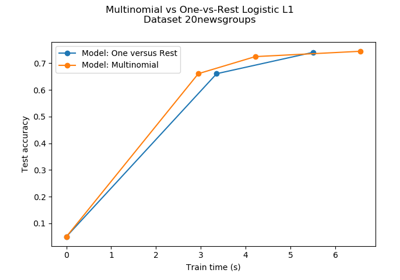 Multinomial vs One-vs-Rest Logistic L1
Dataset 20newsgroups
Model: One versus Rest
Model: Multinomial
Test accuracy
0.7
0.6
0.5
0.4
0.3
0.2
0.1
0 1 2 3 4 5 6
Train time (s)